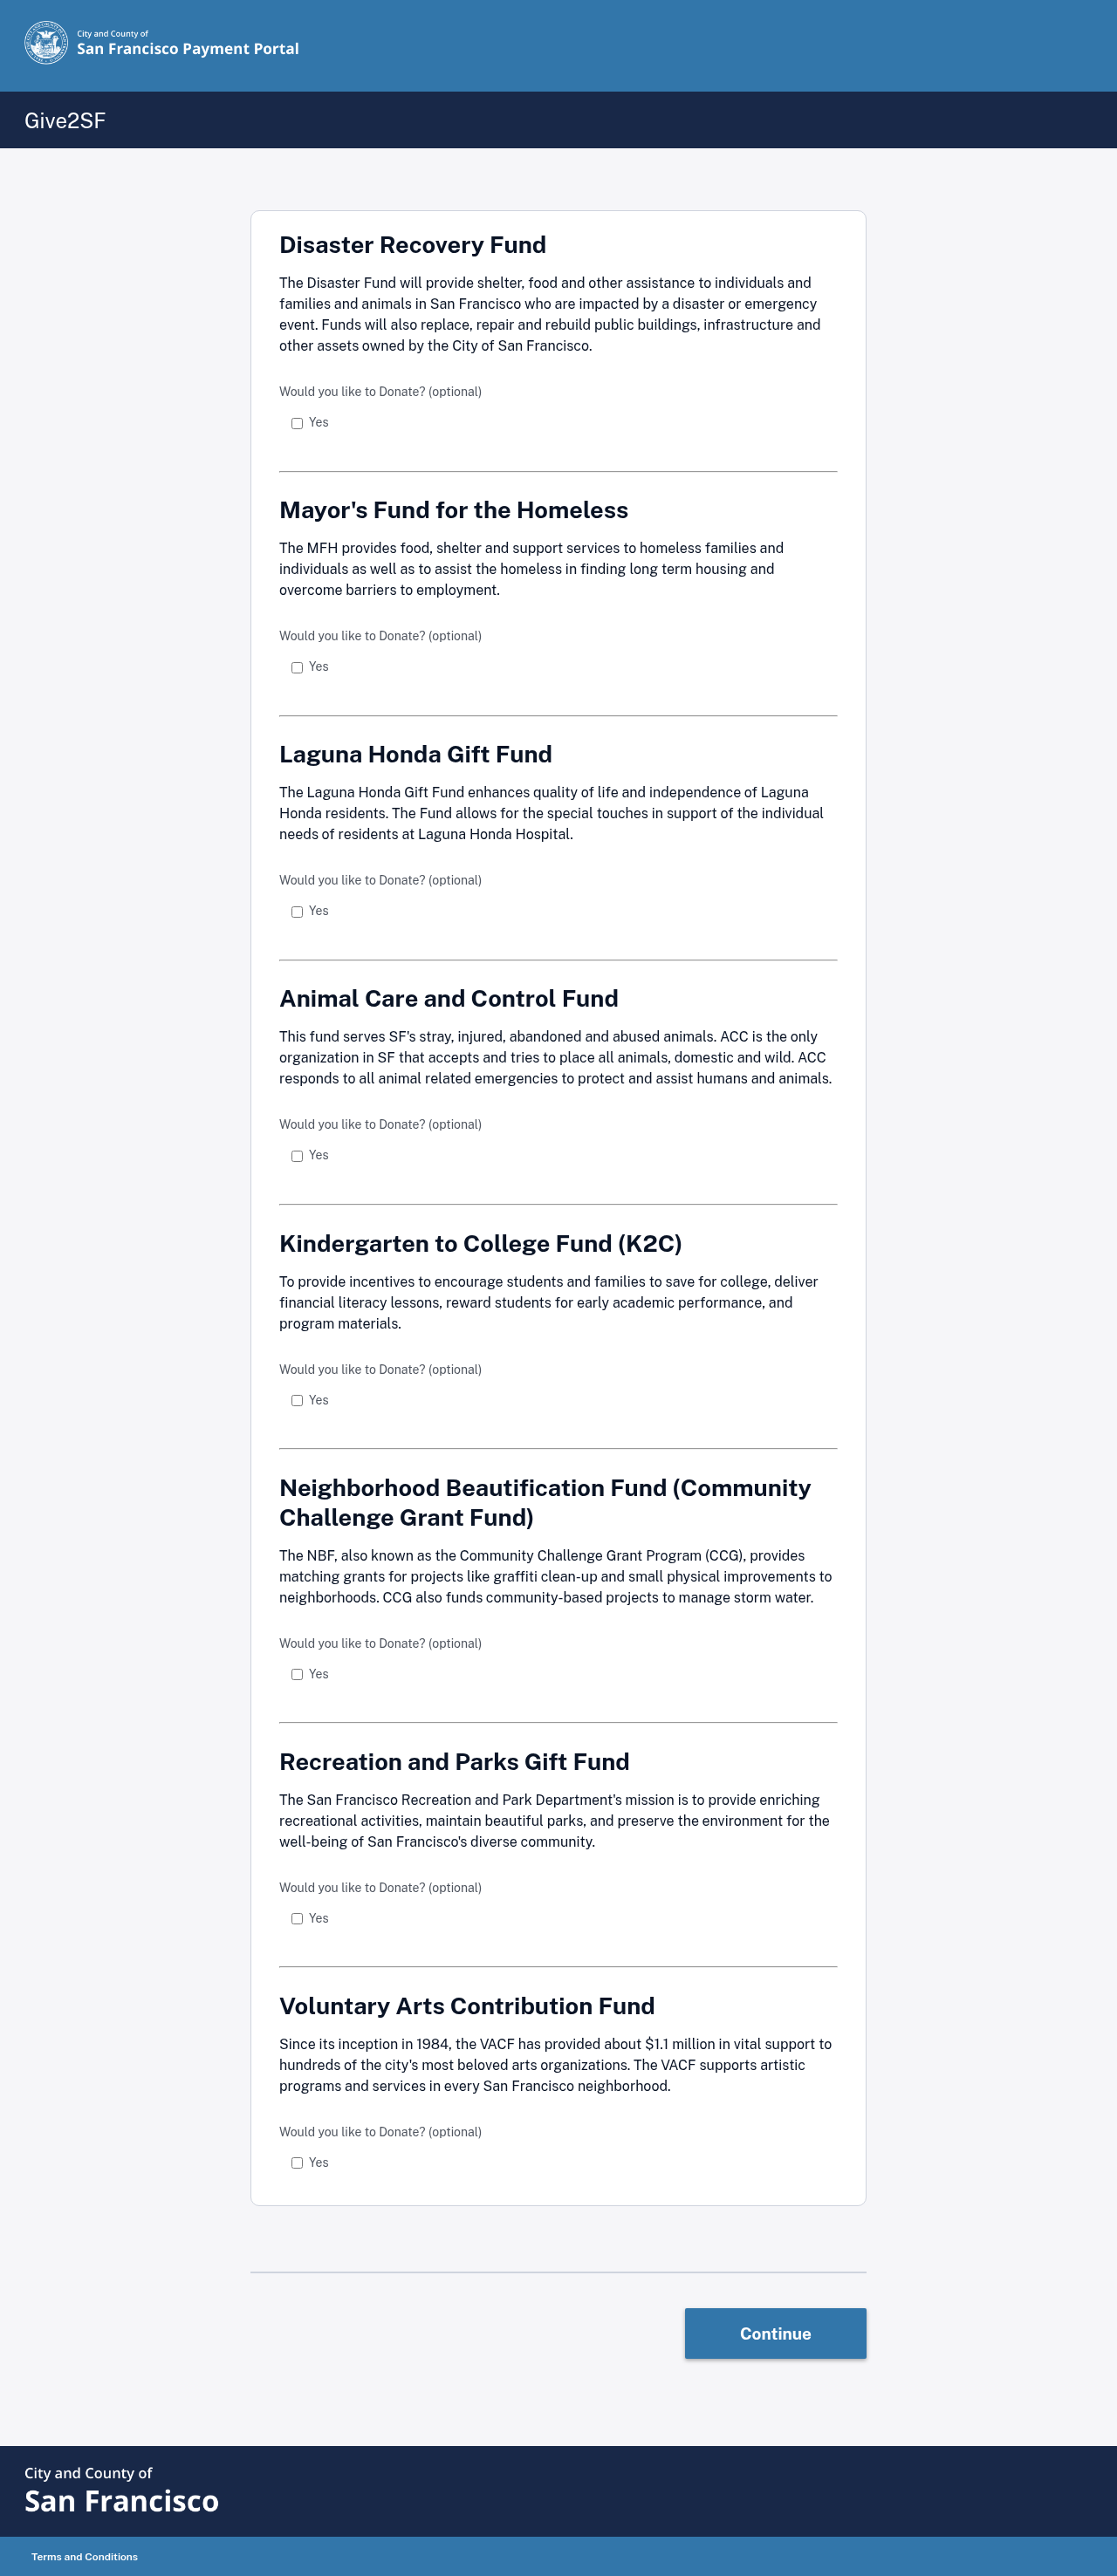 City and County of
San Francisco Payment Portal
Give2SF
Disaster Recovery Fund
The Disaster Fund will provide shelter, food and other assistance to individuals and
families and animals in San Francisco who are impacted by a disaster or emergency
event. Funds will also replace, repair and rebuild public buildings, infrastructure and
other assets owned by the City of San Francisco.
Would you like to Donate? (optional)
Yes
Mayor's Fund for the Homeless
The MFH provides food, shelter and support services to homeless families and
individuals as well as to assist the homeless in finding long term housing and
overcome barriers to employment.
Would you like to Donate? (optional)
Yes
Laguna Honda Gift Fund
The Laguna Honda Gift Fund enhances quality of life and independence of Laguna
Honda residents. The Fund allows for the special touches in support of the individual
needs of residents at Laguna Honda Hospital.
Would you like to Donate? (optional)
Yes
Animal Care and Control Fund
This fund serves SF's stray, injured, abandoned and abused animals. ACC is the only
organization in SF that accepts and tries to place all animals, domestic and wild. ACC
responds to all animal related emergencies to protect and assist humans and animals.
Would you like to Donate? (optional)
Yes
Kindergarten to College Fund (K2C)
To provide incentives to encourage students and families to save for college, deliver
financial literacy lessons, reward students for early academic performance, and
program materials.
Would you like to Donate? (optional)
Yes
Neighborhood Beautification Fund (Community
Challenge Grant Fund)
The NBF, also known as the Community Challenge Grant Program (CCG), provides
matching grants for projects like graffiti clean-up and small physical improvements to
neighborhoods. CCG also funds community-based projects to manage storm water.
Would you like to Donate? (optional)
Yes
Recreation and Parks Gift Fund
The San Francisco Recreation and Park Department's mission is to provide enriching
recreational activities, maintain beautiful parks, and preserve the environment for the
well-being of San Francisco's diverse community.
Would you like to Donate? (optional)
Yes
Voluntary Arts Contribution Fund
Since its inception in 1984, the VACF has provided about $1.1 million in vital support to
hundreds of the city's most beloved arts organizations. The VACF supports artistic
programs and services in every San Francisco neighborhood.
Would you like to Donate? (optional)
Yes
Continue
City and County of
San Francisco
Terms and Conditions